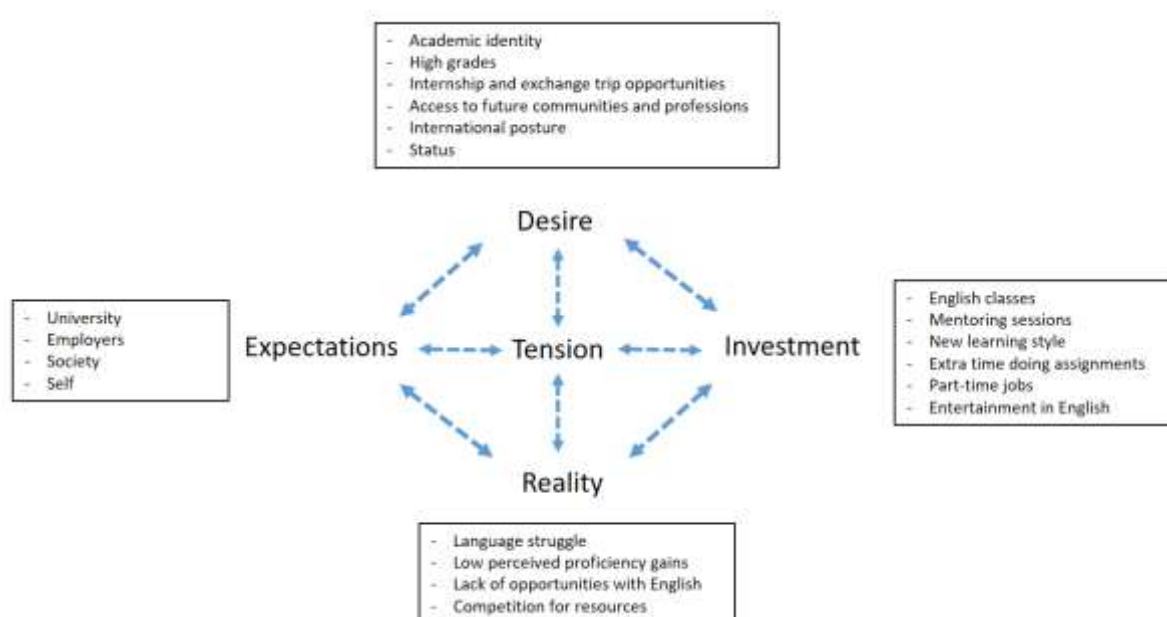 - Academic identity
- High grades
- Internship and exchange trip opportunities
- Access to future communities and professions
- International posture
- Status
Desire
- University
- Employers
- Society
- Self
Expectations
Tension
Investment
- English classes
- Mentoring sessions
- New learning style
- Extra time doing assignments
- Part-time jobs
- Entertainment in English
Reality
- Language struggle
- Low perceived proficiency gains
- Lack of opportunities with English
- Competition for resources